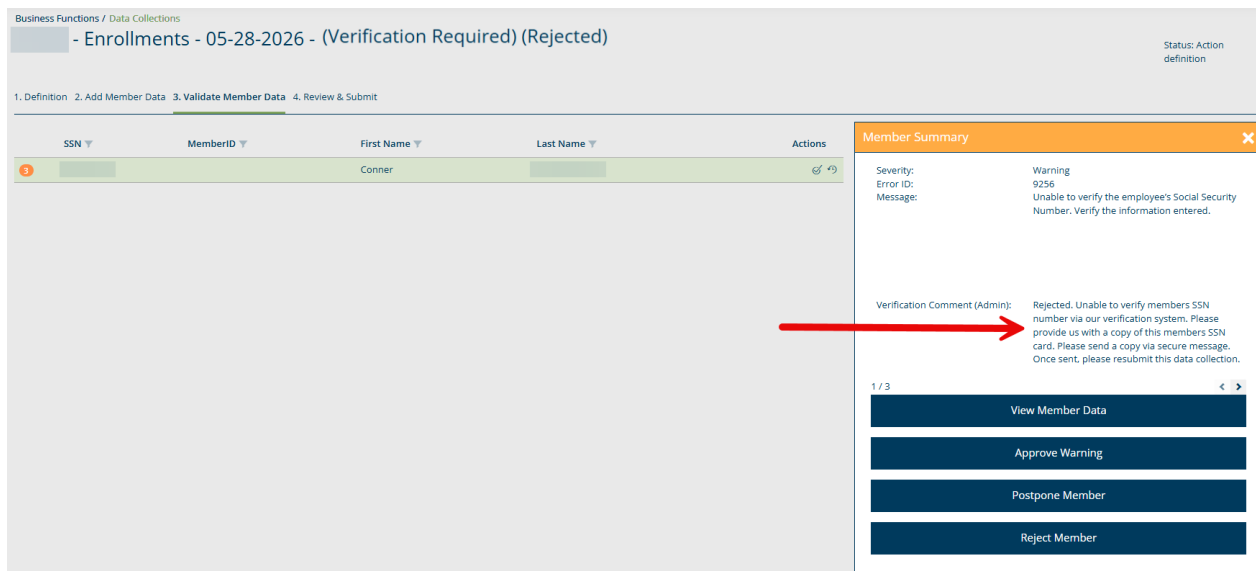 Business Functions / Data Collections
- Enrollments - 05-28-2026 - (Verification Required) (Rejected)
Status: Action
definition
1. Definition 2. Add Member Data 3. Validate Member Data 4. Review & Submit
SSN MemberID First Name Last Name Actions
3 Conner
Member Summary
Severity: Warning
Error ID: 9256
Message: Unable to verify the employee's Social Security
Number. Verify the information entered.
Verification Comment (Admin): Rejected. Unable to verify members SSN
number via our verification system. Please
provide us with a copy of this members SSN
card. Please send a copy via secure message.
Once sent, please resubmit this data collection.
1 / 3
View Member Data
Approve Warning
Postpone Member
Reject Member